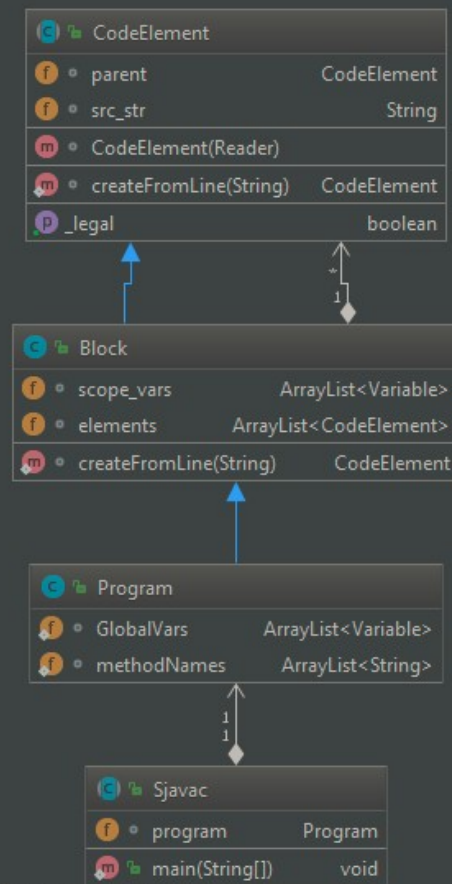 CodeElement
parent CodeElement
src_str String
CodeElement(Reader)
createFromLine(String) CodeElement
_legal boolean
*
1
Block
scope_vars ArrayList<Variable>
elements ArrayList<CodeElement>
createFromLine(String) CodeElement
Program
GlobalVars ArrayList<Variable>
methodNames ArrayList<String>
1
1
Sjavac
program Program
main(String[]) void